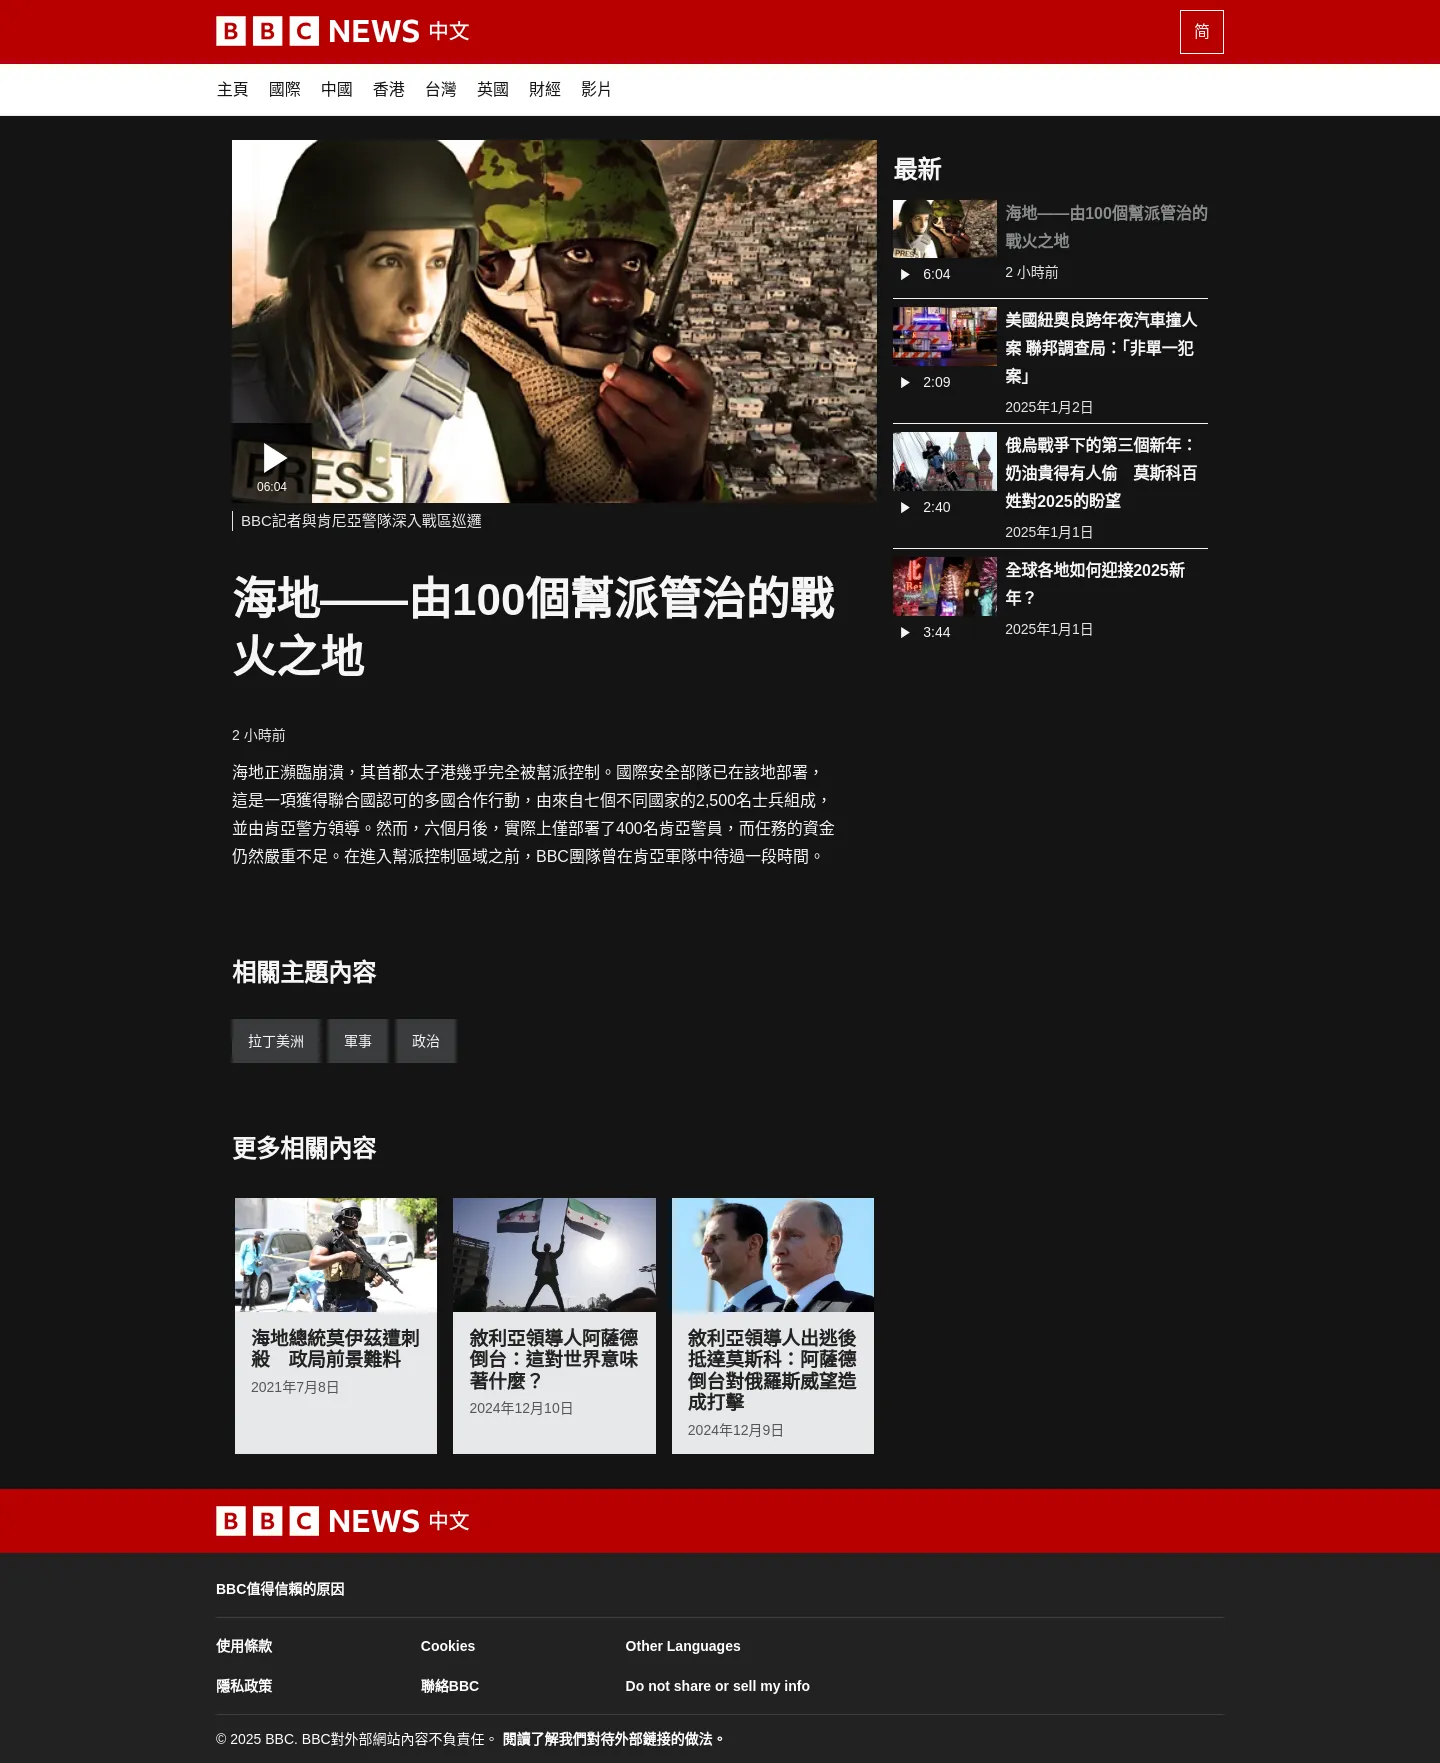 BBC NEWS 中文
简
主頁 國際 中國 香港 台灣 英國 財經 影片
PRESS
06:04
BBC記者與肯尼亞警隊深入戰區巡邏
海地——由100個幫派管治的戰
火之地
2 小時前
海地正瀕臨崩潰，其首都太子港幾乎完全被幫派控制。國際安全部隊已在該地部署，
這是一項獲得聯合國認可的多國合作行動，由來自七個不同國家的2,500名士兵組成，
並由肯亞警方領導。然而，六個月後，實際上僅部署了400名肯亞警員，而任務的資金
仍然嚴重不足。在進入幫派控制區域之前，BBC團隊曾在肯亞軍隊中待過一段時間。
最新
PRESS
海地——由100個幫派管治的
戰火之地
6:04
2 小時前
美國紐奧良跨年夜汽車撞人
案 聯邦調查局：「非單一犯
案」
2:09
2025年1月2日
俄烏戰爭下的第三個新年：
奶油貴得有人偷　莫斯科百
姓對2025的盼望
2:40
2025年1月1日
北
Bei
全球各地如何迎接2025新
年？
3:44
2025年1月1日
相關主題內容
拉丁美洲 軍事 政治
更多相關內容
海地總統莫伊茲遭刺
殺　政局前景難料
2021年7月8日
敘利亞領導人阿薩德
倒台：這對世界意味
著什麼？
2024年12月10日
敘利亞領導人出逃後
抵達莫斯科：阿薩德
倒台對俄羅斯威望造
成打擊
2024年12月9日
BBC NEWS 中文
BBC值得信賴的原因
使用條款 Cookies Other Languages
隱私政策 聯絡BBC Do not share or sell my info
© 2025 BBC. BBC對外部網站內容不負責任。 閱讀了解我們對待外部鏈接的做法。